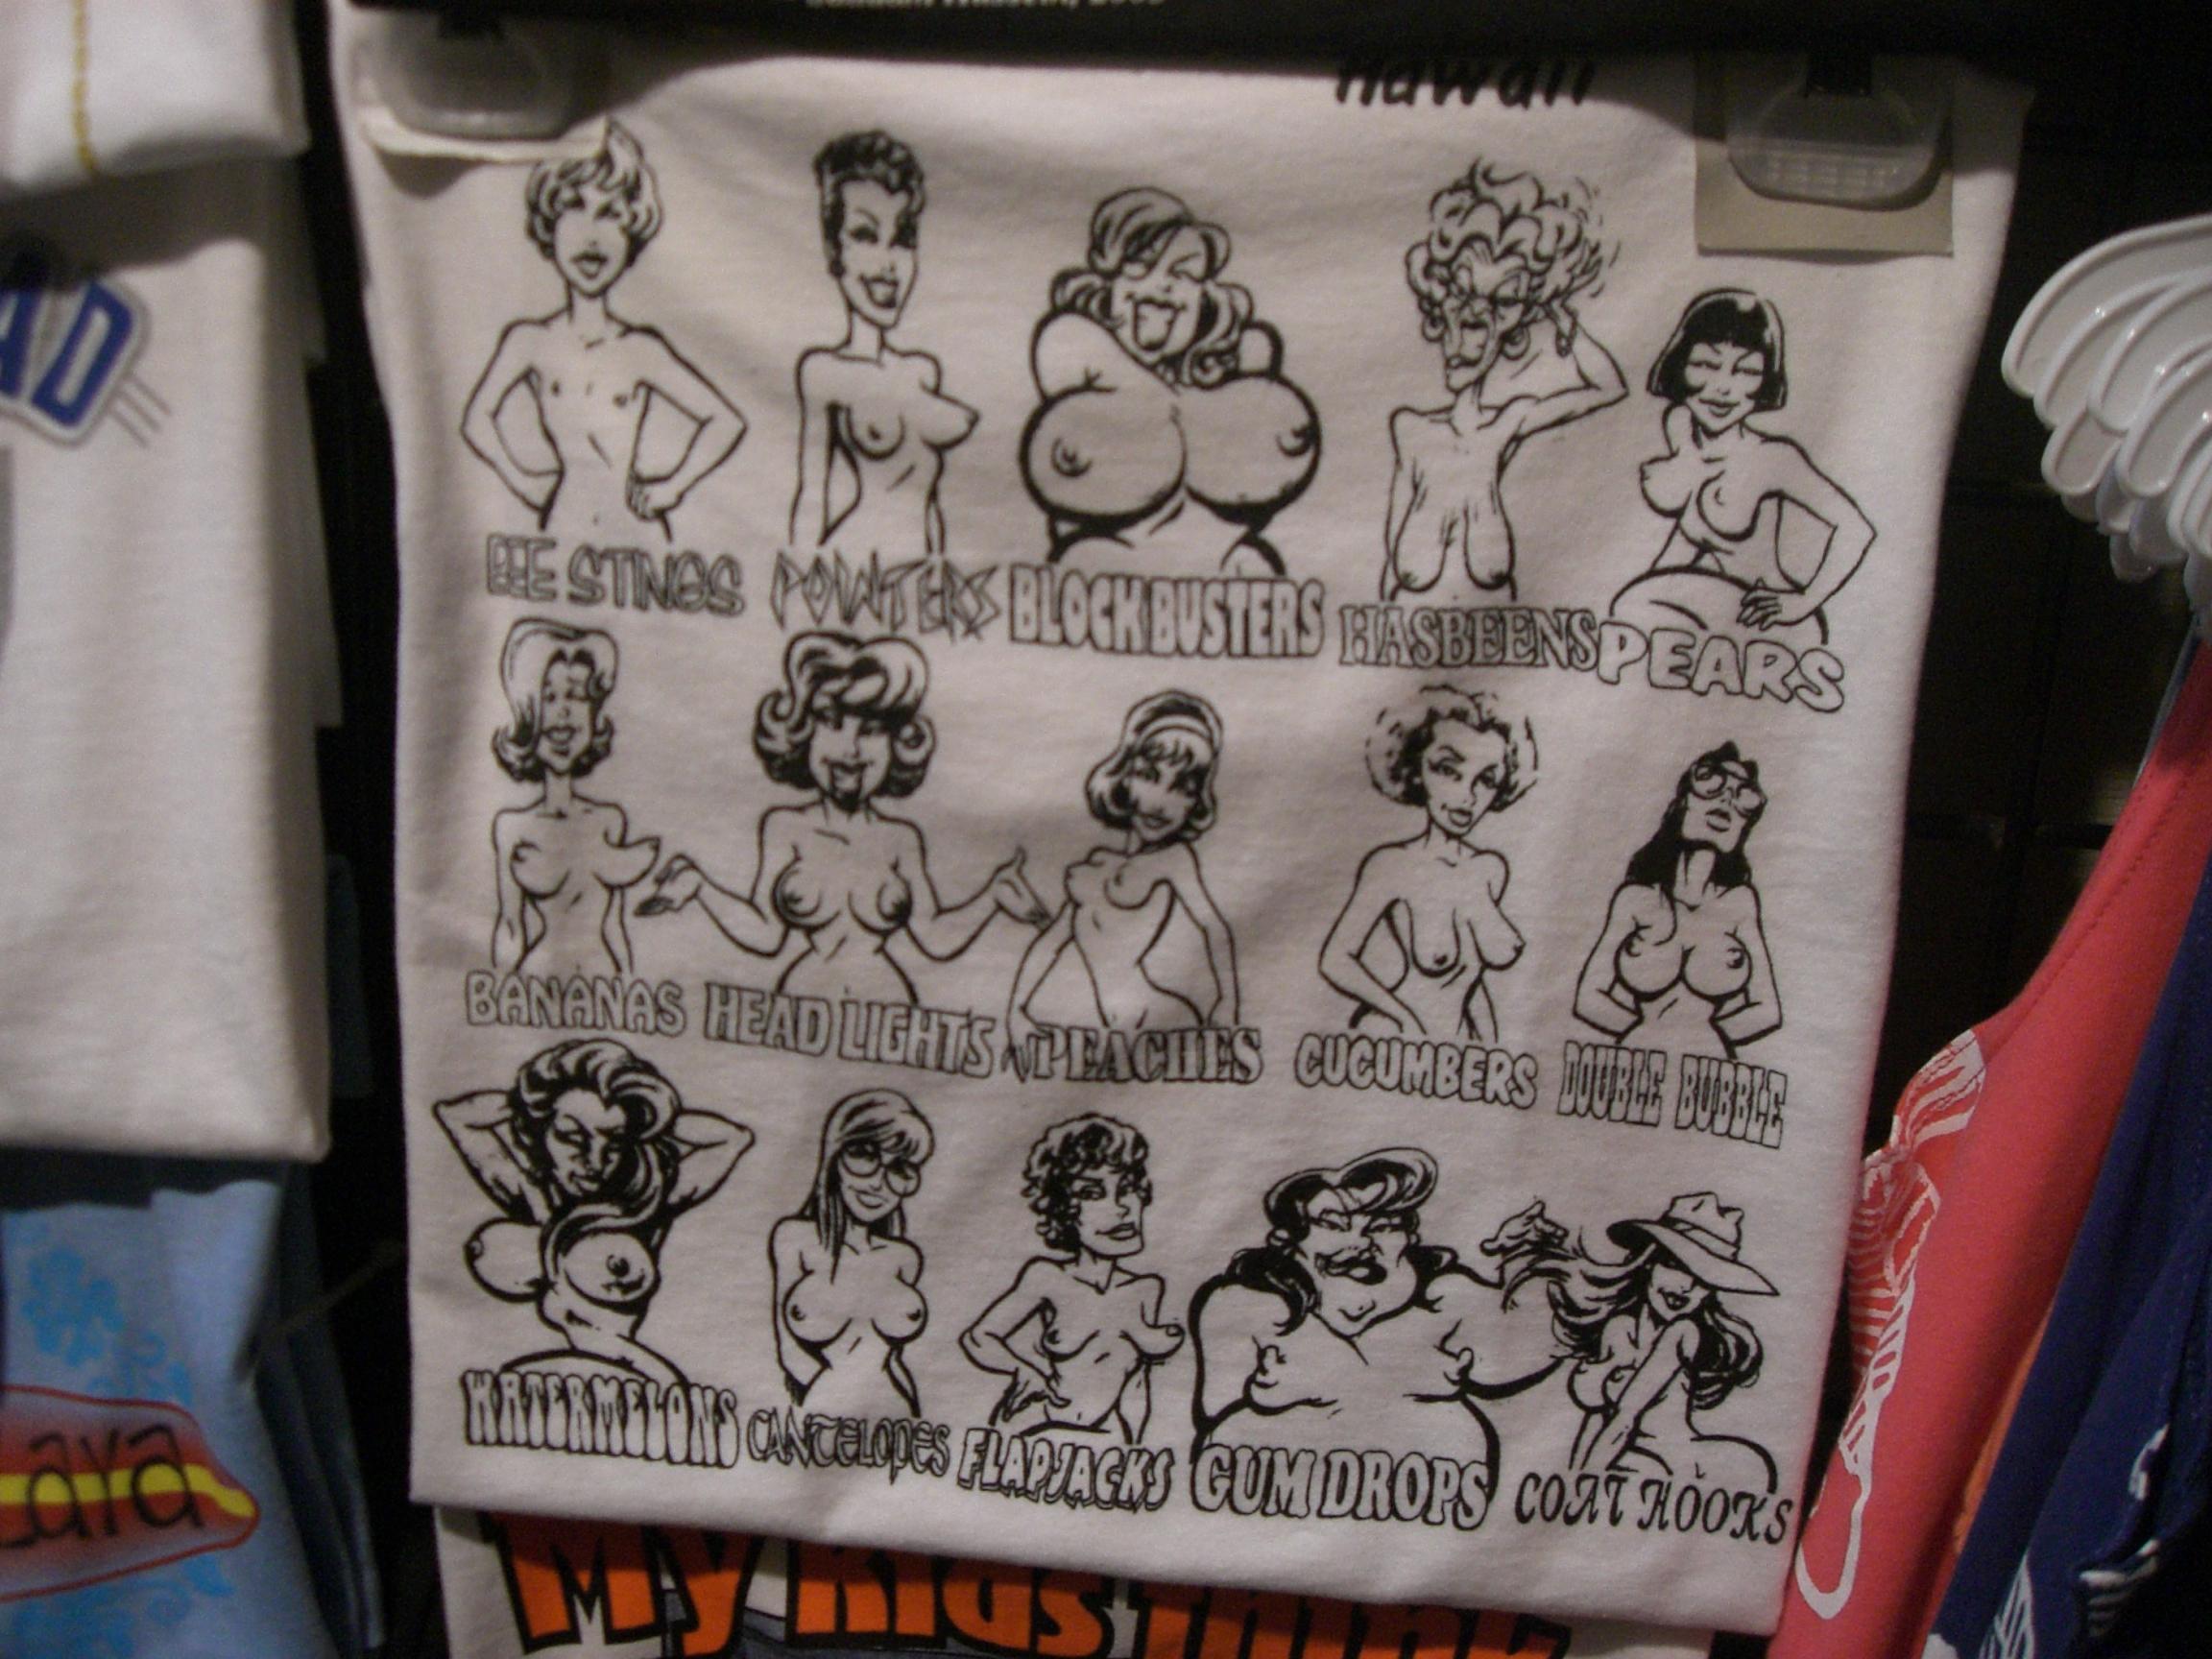 Hawaii
BEE STINGS POINTERS BLOCKBUSTERS HASBEENS PEARS
BANANAS HEAD LIGHTS PEACHES CUCUMBERS DOUBLE BUBBLE
WATERMELONS CANTELOPES FLAPJACKS GUM DROPS COAT HOOKS
My Kids Think